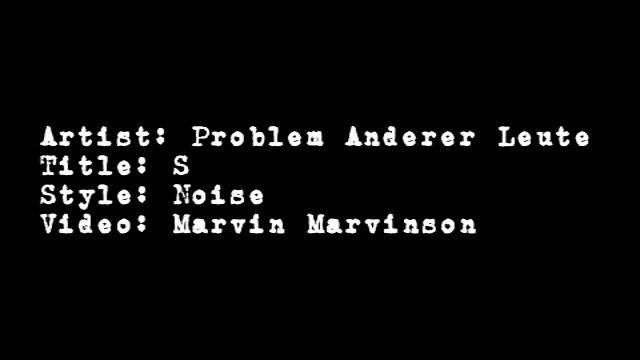 Artist: Problem Anderer Leute
Title: S
Style: Noise
Video: Marvin Marvinson